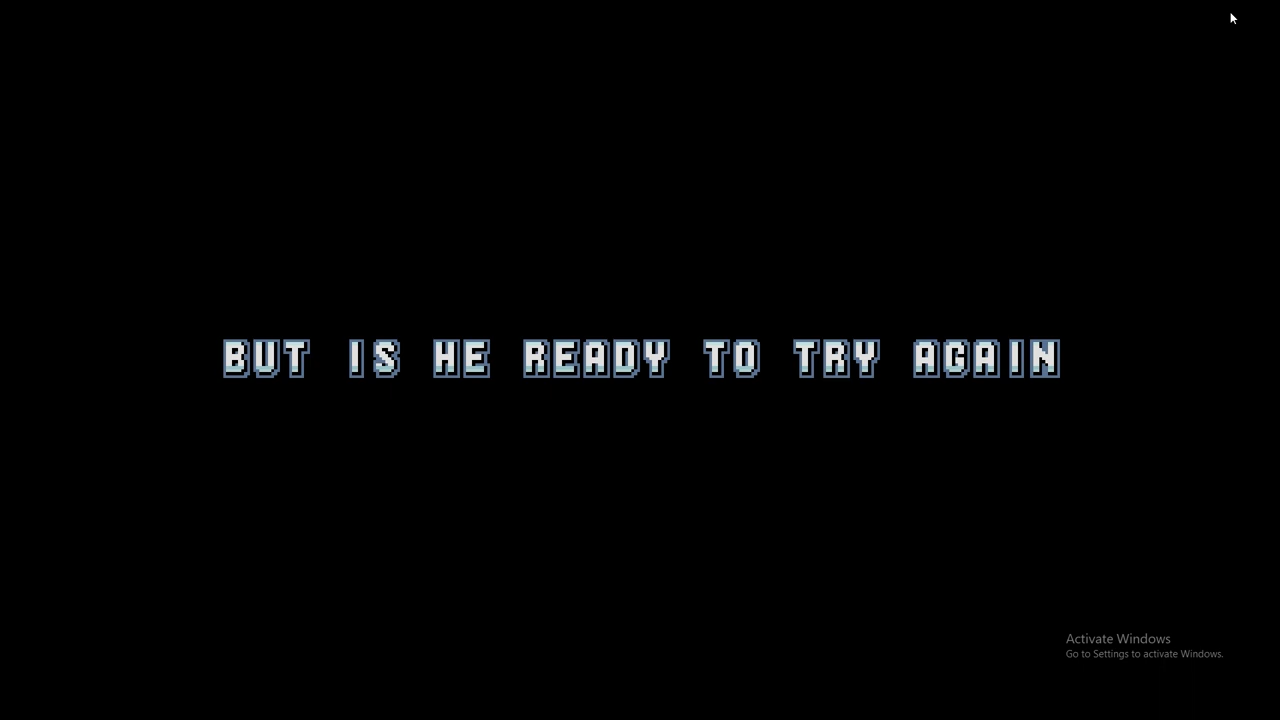 BUT IS HE READY TO TRY AGAIN
Activate Windows
Go to Settings to activate Windows.